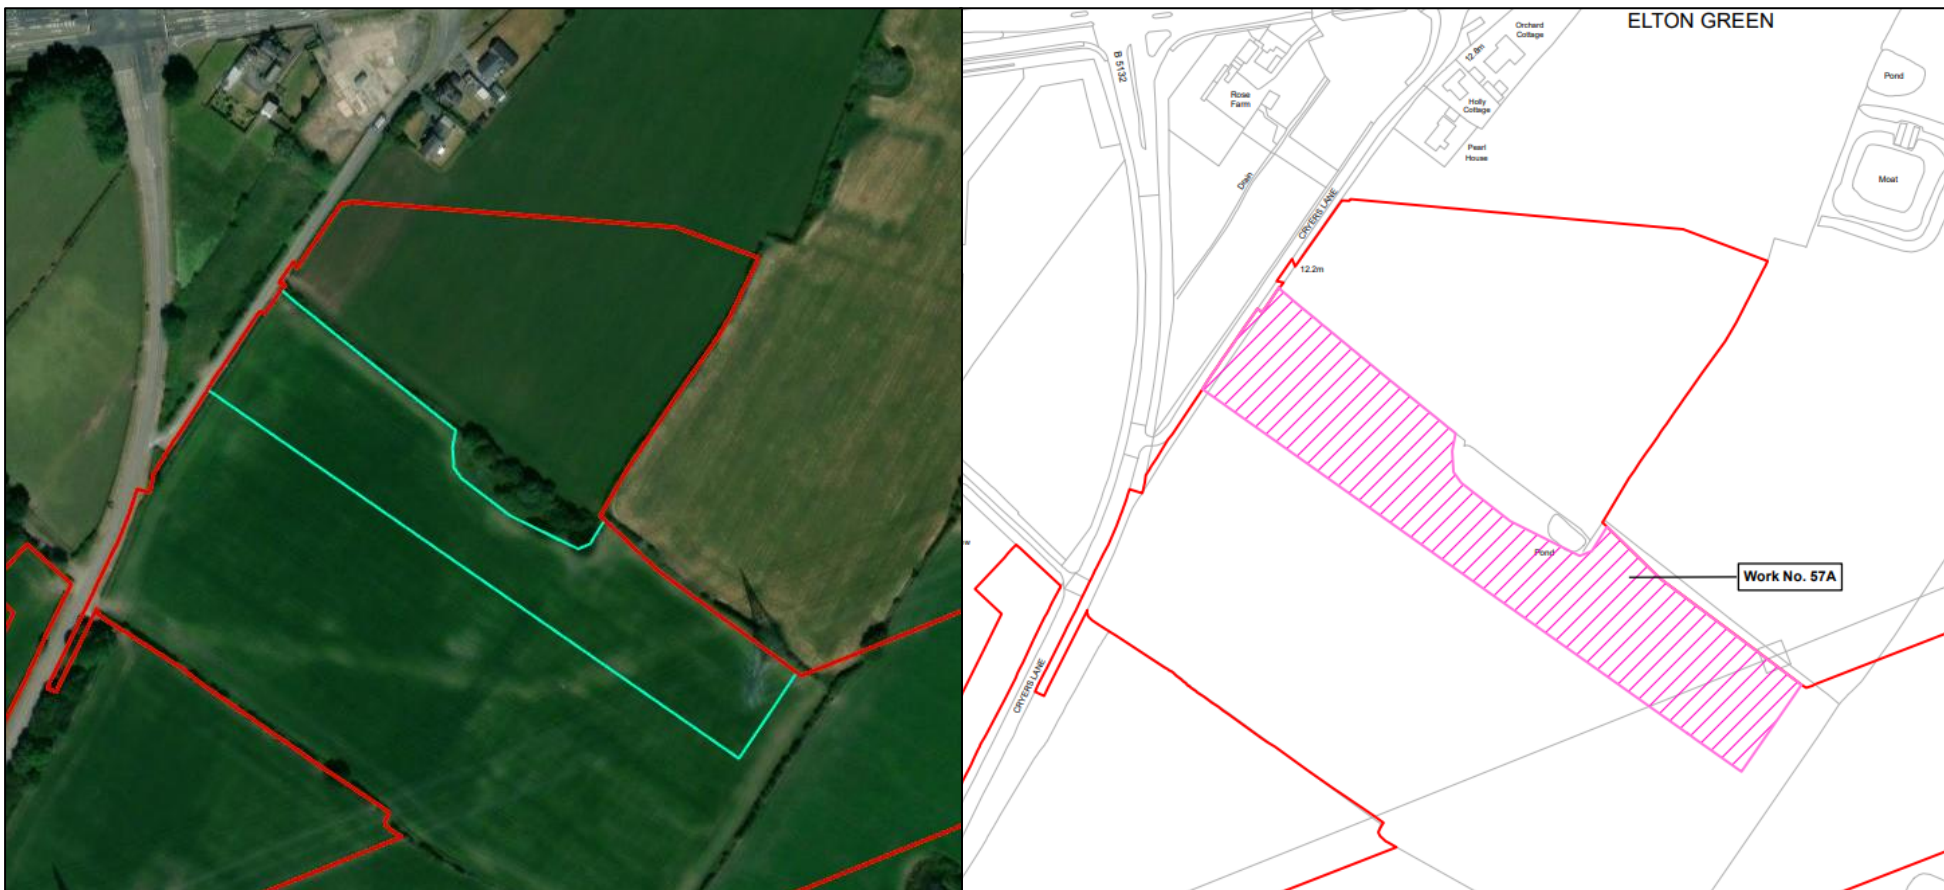 ELTON GREEN
Orchard
Cottage
12.8m
B 5132
Pond
Rose
Farm
Holly
Cottage
Pearl
House
Drain
Moat
CRYERS LANE
12.2m
Pond
Work No. 57A
CRYERS LANE